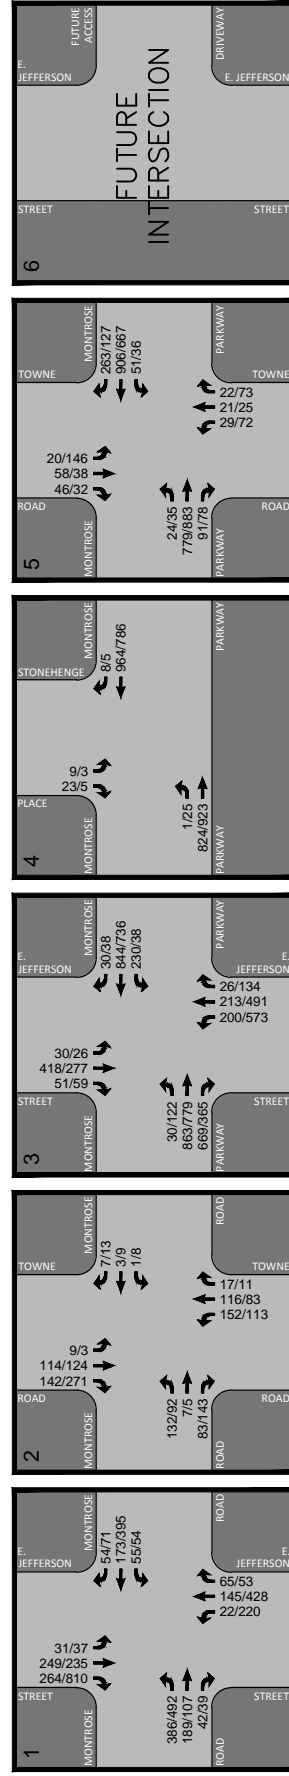 1
E.
JEFFERSON
STREET
MONTROSE
MONTROSE
31/37
249/235
264/810
54/71
173/395
55/54
386/492
189/107
42/39
65/53
145/428
22/220
ROAD
ROAD
STREET
E.
JEFFERSON
2
TOWNE
ROAD
MONTROSE
MONTROSE
9/3
114/124
142/271
7/13
3/9
1/8
132/92
7/5
83/143
17/11
116/83
152/113
ROAD
ROAD
ROAD
TOWNE
3
E.
JEFFERSON
STREET
MONTROSE
MONTROSE
30/26
418/277
51/59
30/38
844/736
230/38
30/122
863/779
669/365
26/134
213/491
200/573
PARKWAY
PARKWAY
STREET
E.
JEFFERSON
4
STONEHENGE
PLACE
MONTROSE
MONTROSE
9/3
23/5
8/5
964/786
1/25
824/923
PARKWAY
PARKWAY
5
TOWNE
ROAD
MONTROSE
MONTROSE
20/146
58/38
46/32
263/127
906/667
51/36
24/35
779/883
91/78
22/73
21/25
29/72
PARKWAY
PARKWAY
ROAD
TOWNE
6
E.
JEFFERSON
STREET
FUTURE
ACCESS
FUTURE
INTERSECTION
DRIVEWAY
STREET
E. JEFFERSON